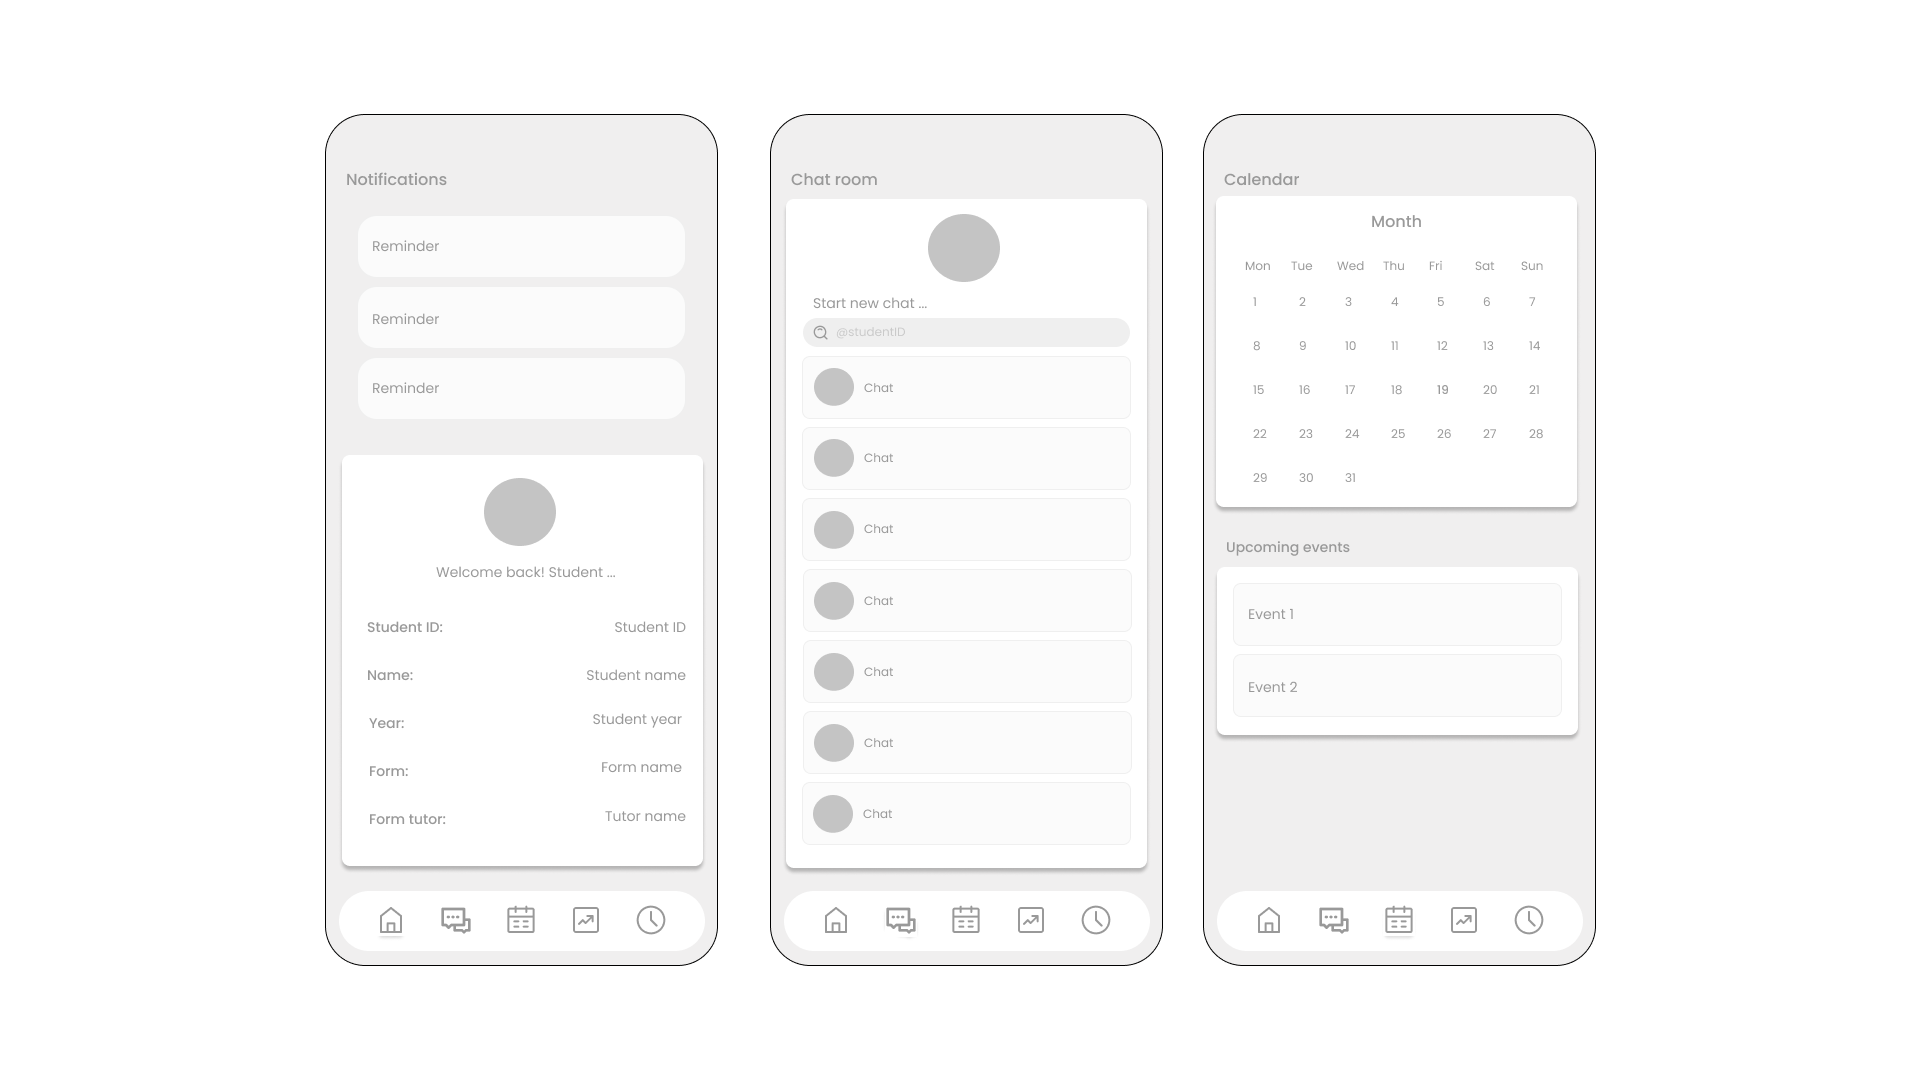 Notifications
Reminder
Reminder
Reminder
Welcome back! Student ...
Student ID: Student ID
Name: Student name
Year: Student year
Form: Form name
Form tutor: Tutor name
Chat room
Start new chat ...
@studentID
Chat
Chat
Chat
Chat
Chat
Chat
Chat
Calendar
Month
Mon Tue Wed Thu Fri Sat Sun
1 2 3 4 5 6 7
8 9 10 11 12 13 14
15 16 17 18 19 20 21
22 23 24 25 26 27 28
29 30 31
Upcoming events
Event 1
Event 2